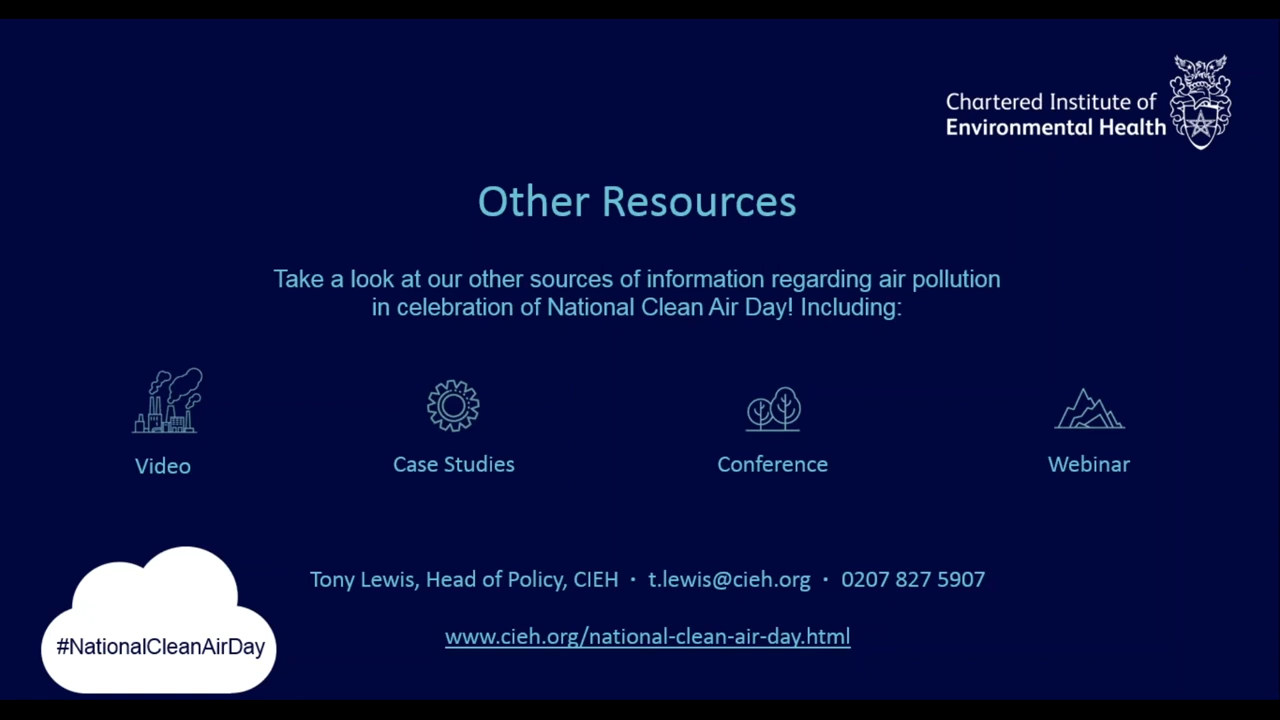 Chartered Institute of
Environmental Health
Other Resources
Take a look at our other sources of information regarding air pollution
in celebration of National Clean Air Day! Including:
Video
Case Studies
Conference
Webinar
Tony Lewis, Head of Policy, CIEH · t.lewis@cieh.org · 0207 827 5907
www.cieh.org/national-clean-air-day.html
#NationalCleanAirDay